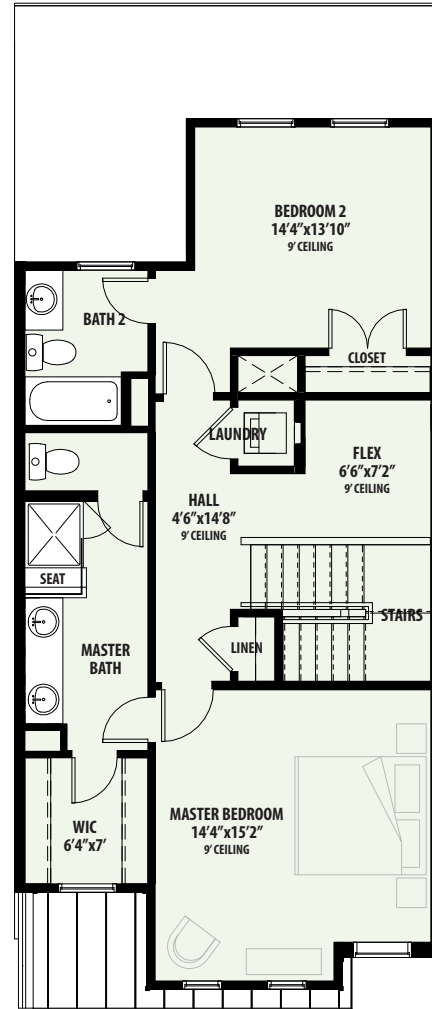 BEDROOM 2
14'4"x13'10"
9' CEILING
BATH 2
CLOSET
LAUNDRY
FLEX
6'6"x7'2"
9' CEILING
HALL
4'6"x14'8"
9' CEILING
SEAT
STAIRS
LINEN
MASTER
BATH
MASTER BEDROOM
14'4"x15'2"
9' CEILING
WIC
6'4"x7'